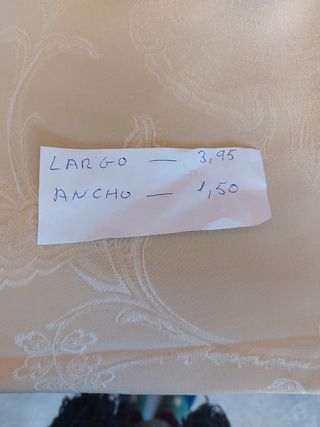 LARGO — 3,95
ANCHO — 1,50